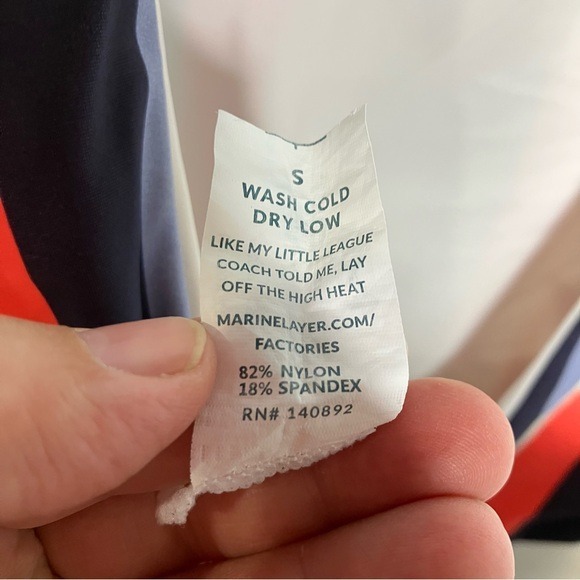 S
WASH COLD
DRY LOW
LIKE MY LITTLE LEAGUE
COACH TOLD ME, LAY
OFF THE HIGH HEAT
MARINELAYER.COM/
FACTORIES
82% NYLON
18% SPANDEX
RN# 140892